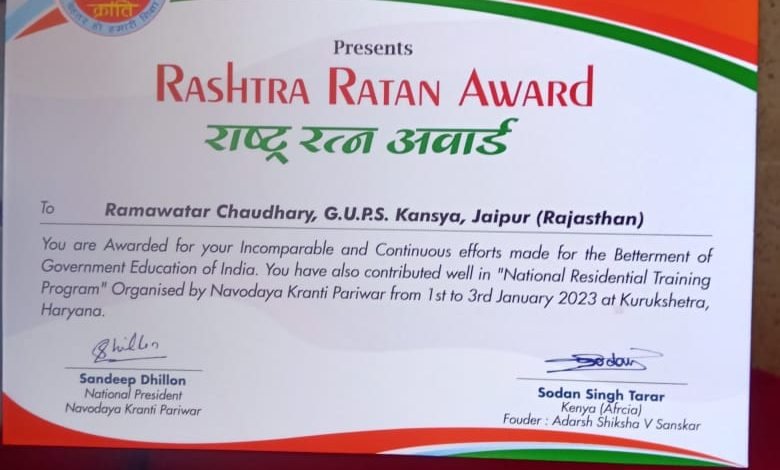 क्रांति
हमारी शिक्षा
Presents
RASHTRA RATAN AWARD
राष्ट्र रत्न अवार्ड
To Ramawatar Chaudhary, G.U.P.S. Kansya, Jaipur (Rajasthan)
You are Awarded for your Incomparable and Continuous efforts made for the Betterment of
Government Education of India. You have also contributed well in "National Residential Training
Program" Organised by Navodaya Kranti Pariwar from 1st to 3rd January 2023 at Kurukshetra,
Haryana.
Dhillon
Sandeep Dhillon
National President
Navodaya Kranti Pariwar
Sodan
Sodan Singh Tarar
Kenya (Afrcia)
Fouder : Adarsh Shiksha V Sanskar